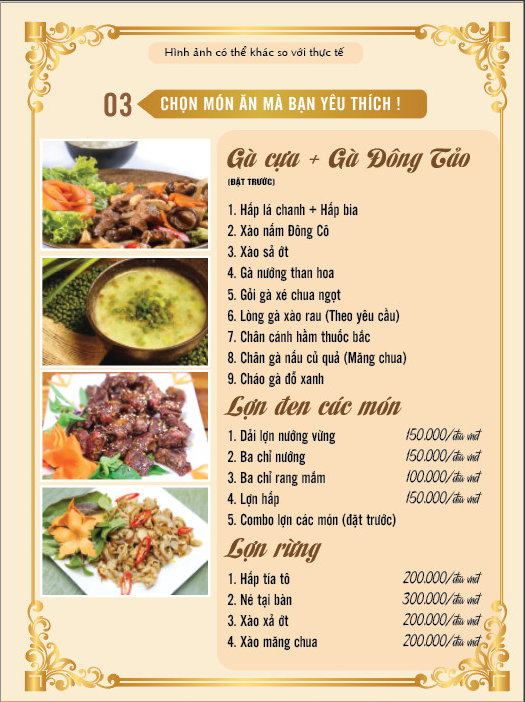 Hình ảnh có thể khác so với thực tế
03 CHỌN MÓN ĂN MÀ BẠN YÊU THÍCH !
Gà cựa + Gà Đông Tảo
(ĐẶT TRƯỚC)
1. Hấp lá chanh + Hấp bia
2. Xào nấm Đông Cô
3. Xào sả ớt
4. Gà nướng than hoa
5. Gỏi gà xé chua ngọt
6. Lòng gà xào rau (Theo yêu cầu)
7. Chân cánh hầm thuốc bắc
8. Chân gà nấu củ quả (Măng chua)
9. Cháo gà đỗ xanh
Lợn đen các món
1. Dải lợn nướng vừng 150.000/đĩa vnđ
2. Ba chỉ nướng 150.000/đĩa vnđ
3. Ba chỉ rang mắm 100.000/đĩa vnđ
4. Lợn hấp 150.000/đĩa vnđ
5. Combo lợn các món (đặt trước)
Lợn rừng
1. Hấp tía tô 200.000/đĩa vnđ
2. Né tại bàn 300.000/đĩa vnđ
3. Xào xả ớt 200.000/đĩa vnđ
4. Xào măng chua 200.000/đĩa vnđ